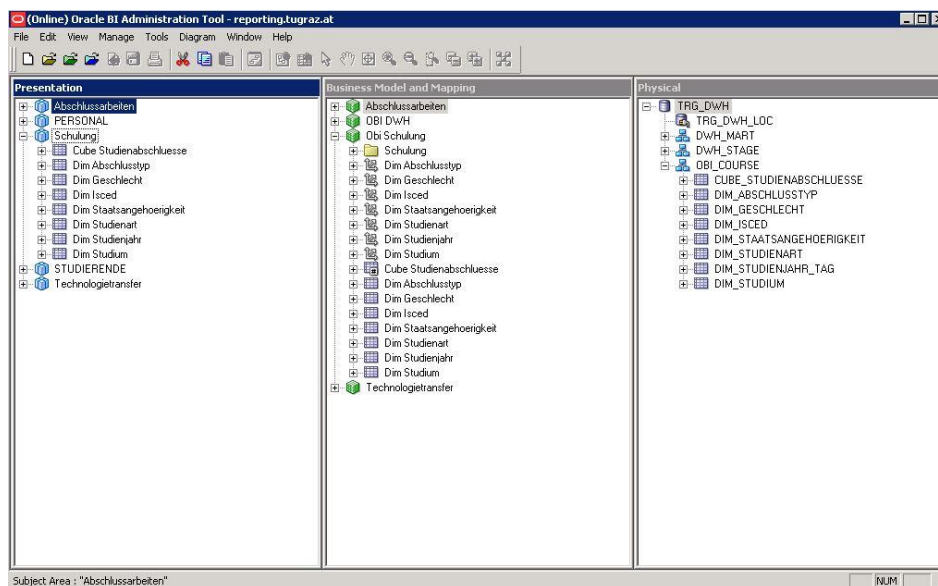 (Online) Oracle BI Administration Tool - reporting.tugraz.at
File Edit View Manage Tools Diagram Window Help
Presentation
Abschlussarbeiten
PERSONAL
Schulung
Cube Studienabschluesse
Dim Abschlusstyp
Dim Geschlecht
Dim Isced
Dim Staatsangehoerigkeit
Dim Studienart
Dim Studienjahr
Dim Studium
STUDIERENDE
Technologietransfer
Business Model and Mapping
Abschlussarbeiten
OBI DWH
Obi Schulung
Schulung
Dim Abschlusstyp
Dim Geschlecht
Dim Isced
Dim Staatsangehoerigkeit
Dim Studienart
Dim Studienjahr
Dim Studium
Cube Studienabschluesse
Dim Abschlusstyp
Dim Geschlecht
Dim Isced
Dim Staatsangehoerigkeit
Dim Studienart
Dim Studienjahr
Dim Studium
Technologietransfer
Physical
TRG_DWH
TRG_DWH_LOC
DWH_MART
DWH_STAGE
OBI_COURSE
CUBE_STUDIENABSCHLUESSE
DIM_ABSCHLUSSTYP
DIM_GESCHLECHT
DIM_ISCED
DIM_STAATSANGEHOERIGKEIT
DIM_STUDIENART
DIM_STUDIENJAHR_TAG
DIM_STUDIUM
Subject Area : "Abschlussarbeiten"
NUM